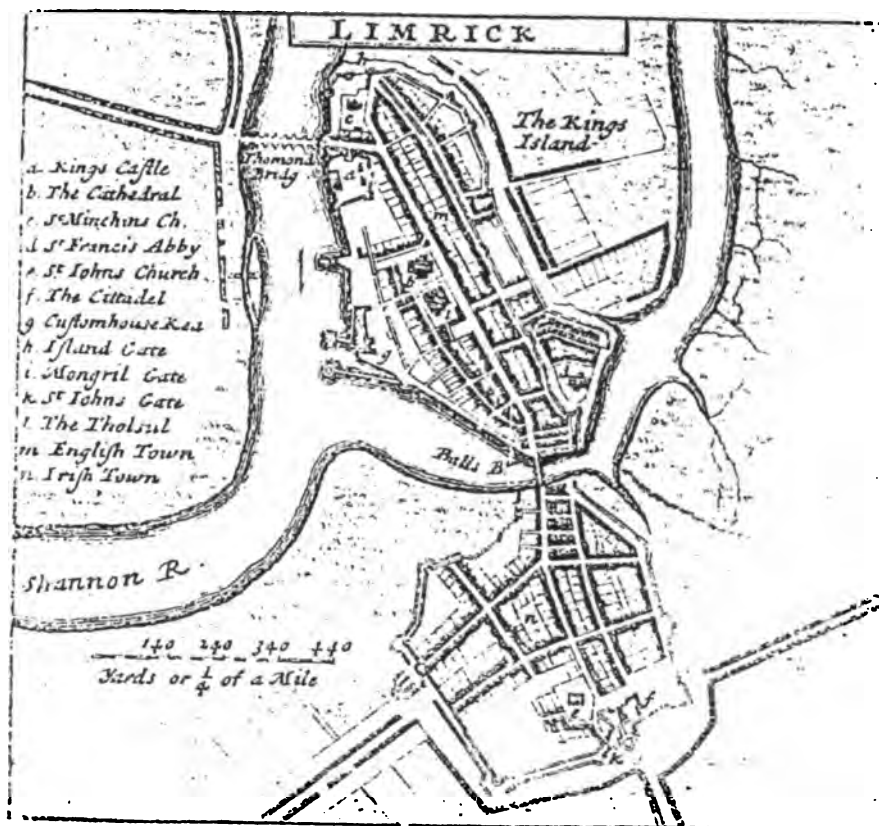 LIMRICK
The Kings
Island
Thomond
Bridg
a. Kings Castle
b. The Cathedral
c. St Minchins Ch.
d. St Francis Abby
e. St Iohns Church
f. The Cittadel
g Customhouse Kea
h. Island Gate
i. Mongril Gate
k. St Iohns Gate
l. The Tholsul
m English Town
n. Irish Town
Balls B
Shannon R.
140 240 340 440
Yards or 1/4 of a Mile